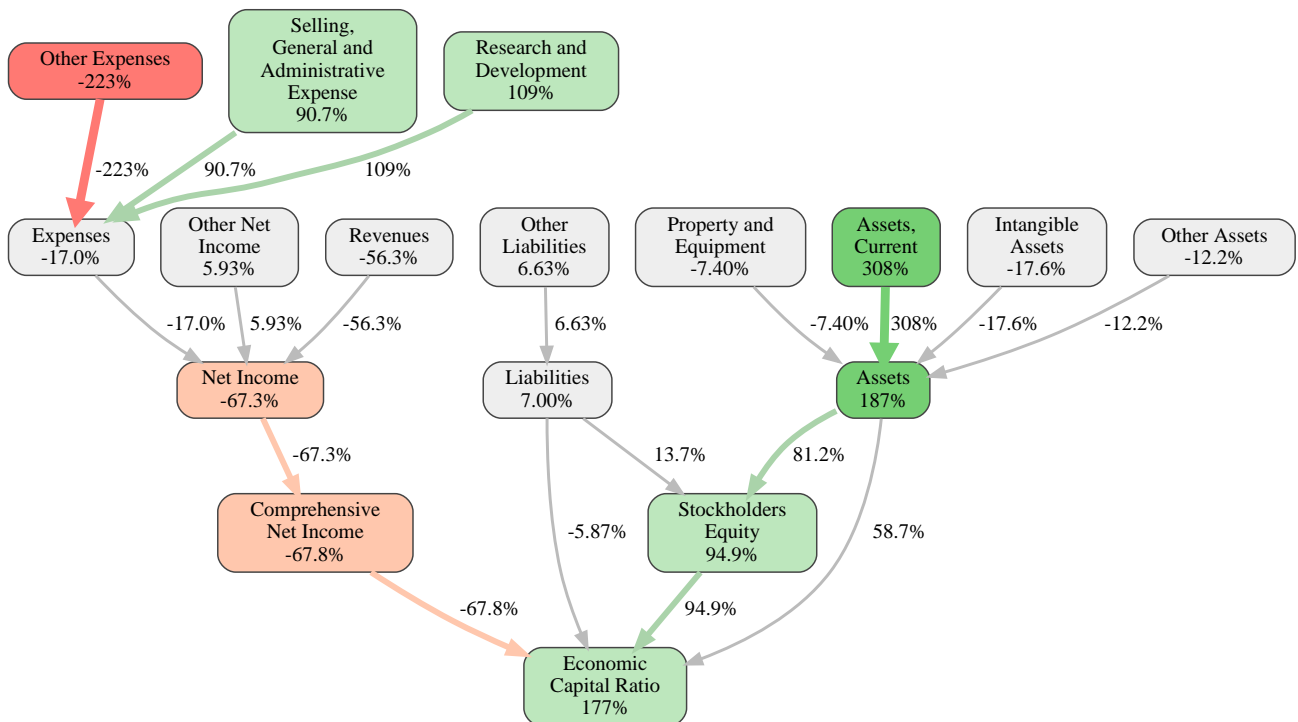 Selling,
General and
Administrative
Expense
90.7%
Other Expenses
-223%
Research and
Development
109%
-223%
90.7%
109%
Expenses
-17.0%
Other Net
Income
5.93%
Revenues
-56.3%
Other
Liabilities
6.63%
Property and
Equipment
-7.40%
Assets,
Current
308%
Intangible
Assets
-17.6%
Other Assets
-12.2%
-17.0%
5.93%
-56.3%
6.63%
-7.40%
308%
-17.6%
-12.2%
Net Income
-67.3%
Liabilities
7.00%
Assets
187%
-67.3%
13.7%
81.2%
Comprehensive
Net Income
-67.8%
-5.87%
Stockholders
Equity
94.9%
58.7%
-67.8%
94.9%
Economic
Capital Ratio
177%